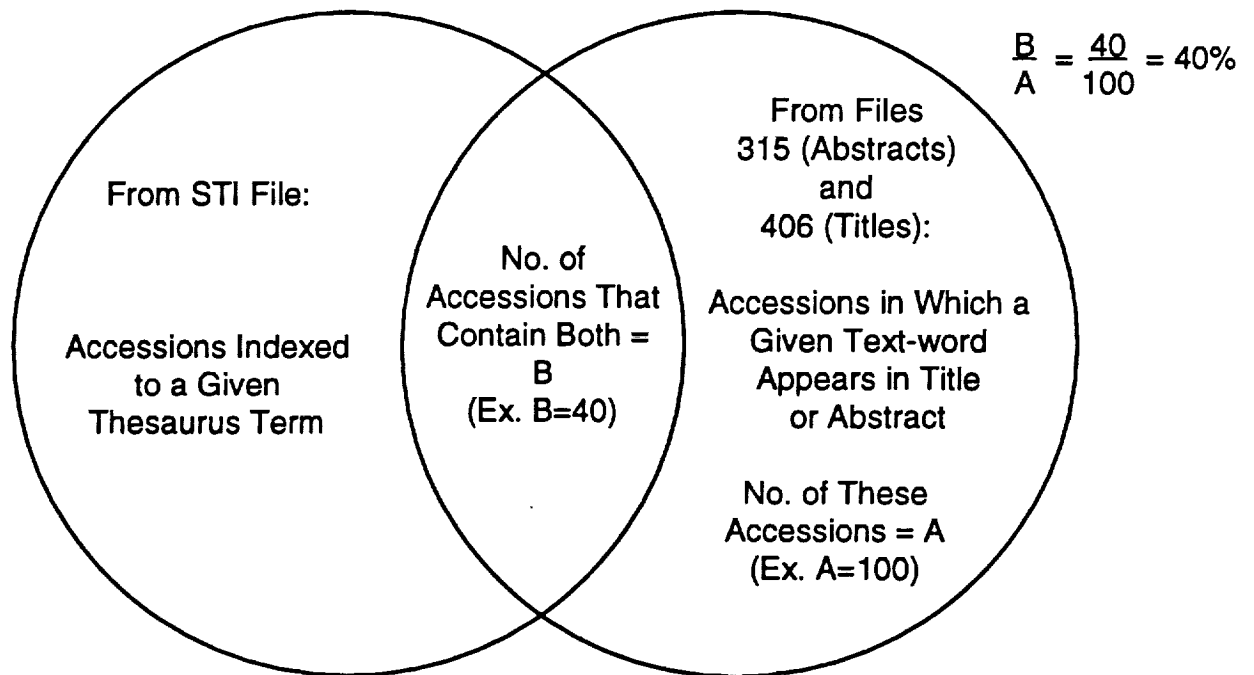 From STI File:
Accessions Indexed
to a Given
Thesaurus Term
No. of
Accessions That
Contain Both =
B
(Ex. B=40)
From Files
315 (Abstracts)
and
406 (Titles):
Accessions in Which a
Given Text-word
Appears in Title
or Abstract
No. of These
Accessions = A
(Ex. A=100)
B/A = 40/100 = 40%